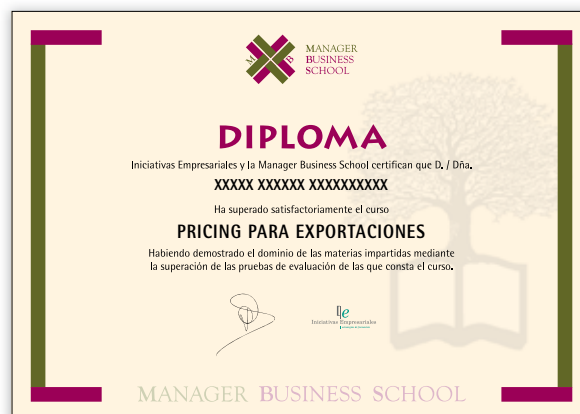 M B
MANAGER
BUSINESS
SCHOOL
DIPLOMA
Iniciativas Empresariales y la Manager Business School certifican que D. / Dña.
XXXXX XXXXXX XXXXXXXXXX
Ha superado satisfactoriamente el curso
PRICING PARA EXPORTACIONES
Habiendo demostrado el dominio de las materias impartidas mediante
la superación de las pruebas de evaluación de las que consta el curso.
Iniciativas Empresariales
MANAGER BUSINESS SCHOOL